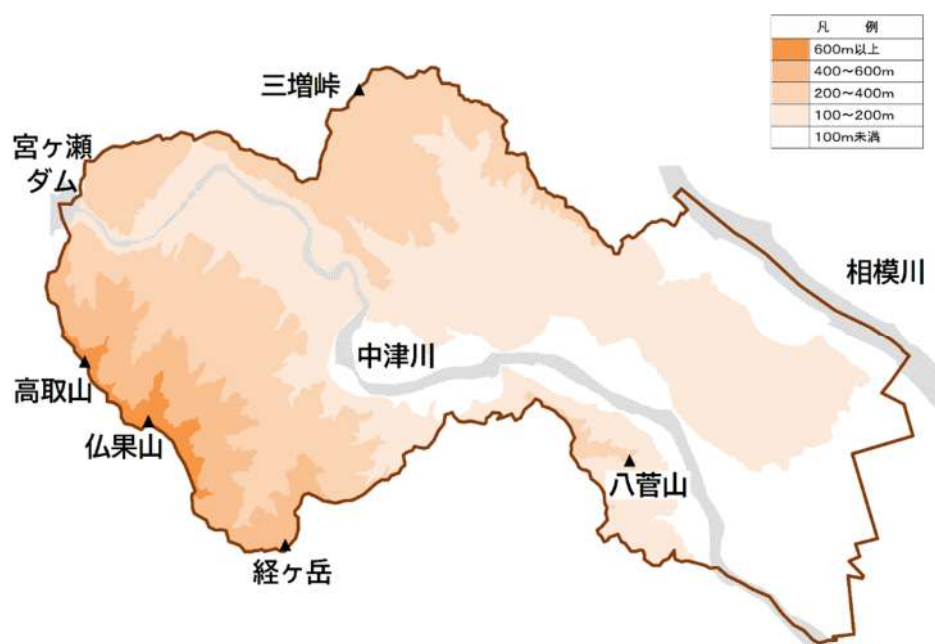 凡 例
600m以上
400～600m
200～400m
100～200m
100m未満
三増峠
宮ヶ瀬
ダム
相模川
中津川
高取山
仏果山
八菅山
経ヶ岳